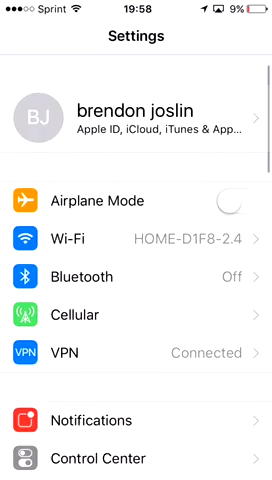 Sprint 19:58 9%
Settings
BJ
brendon joslin
Apple ID, iCloud, iTunes & App...
Airplane Mode
Wi-Fi HOME-D1F8-2.4
Bluetooth Off
Cellular
VPN VPN Connected
Notifications
Control Center